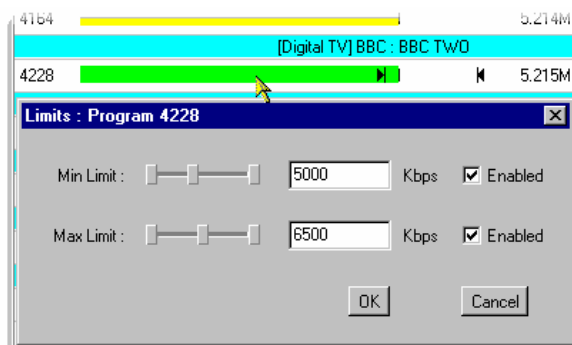 4164 5.214M
[Digital TV] BBC : BBC TWO
4228 5.215M
Limits : Program 4228
Min Limit : 5000 Kbps Enabled
Max Limit : 6500 Kbps Enabled
OK Cancel